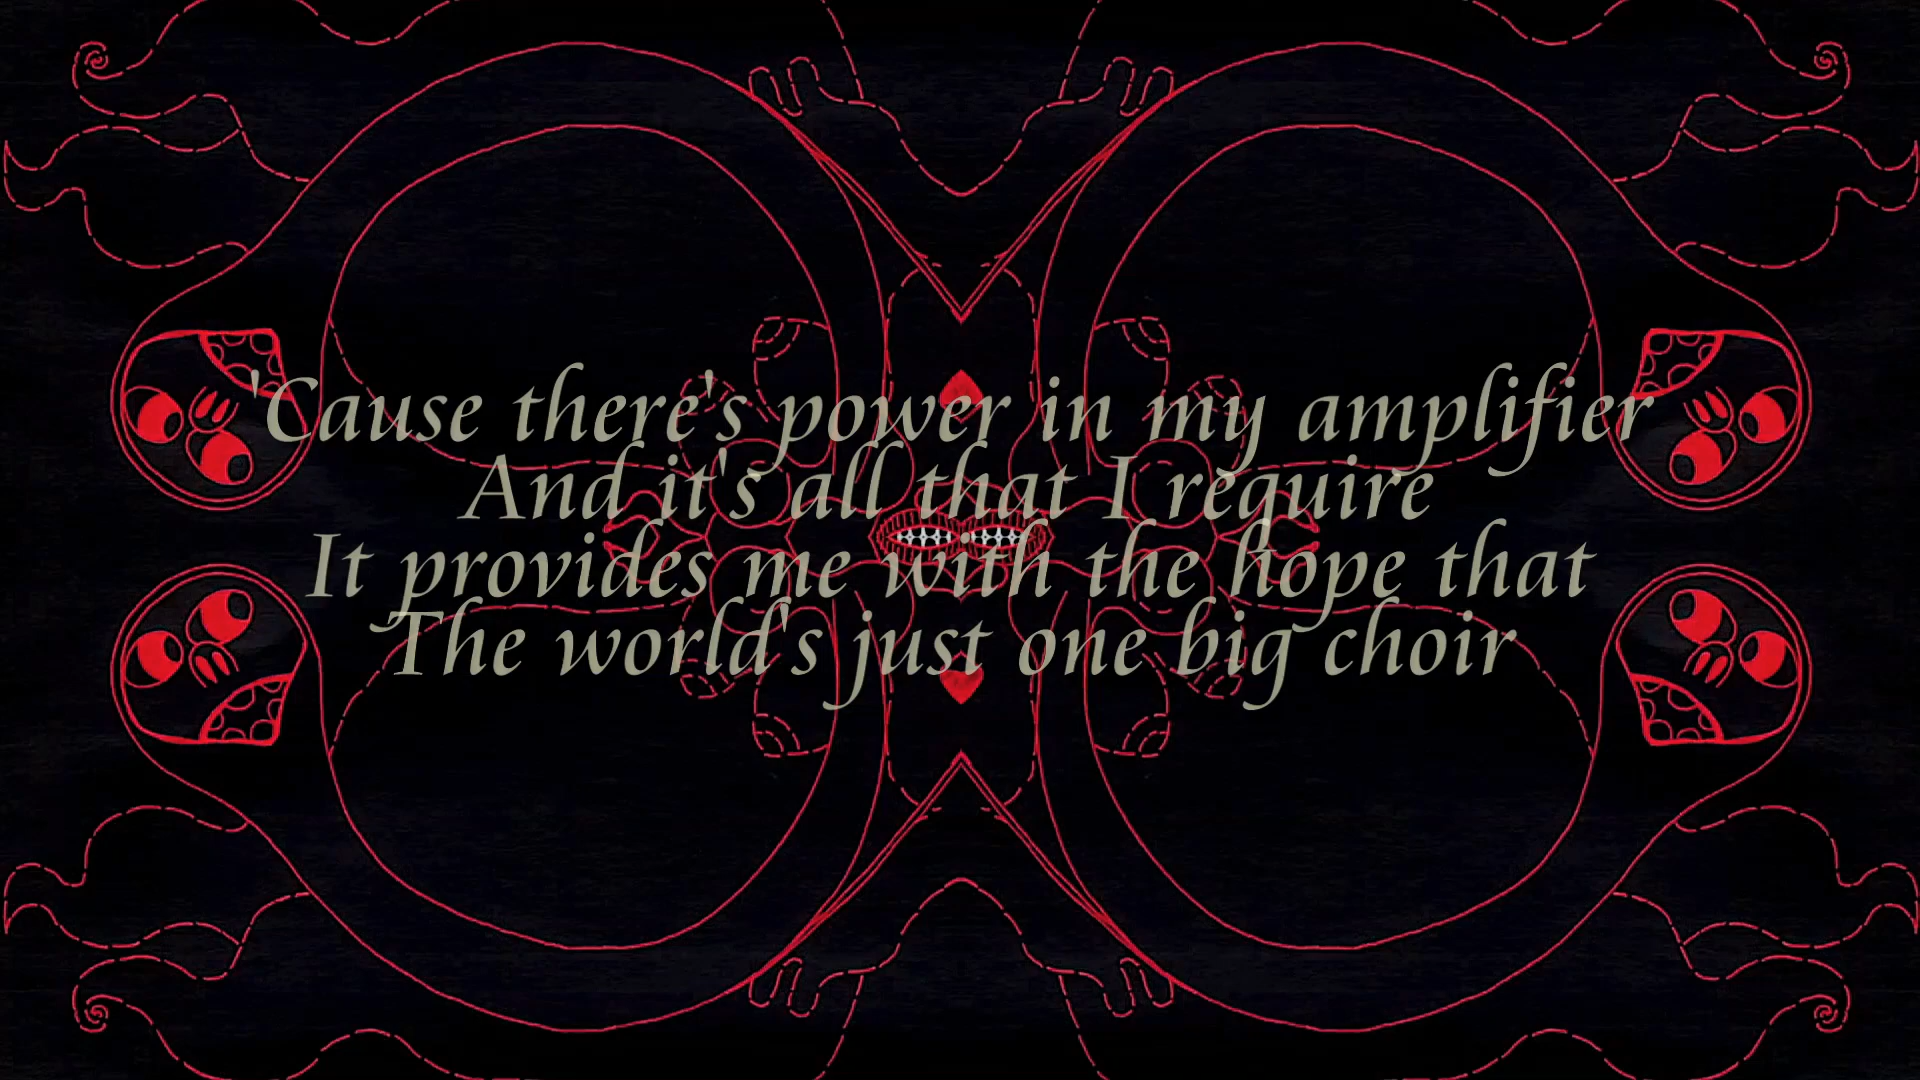 'Cause there's power in my amplifier
And it's all that I require
It provides me with the hope that
The world's just one big choir